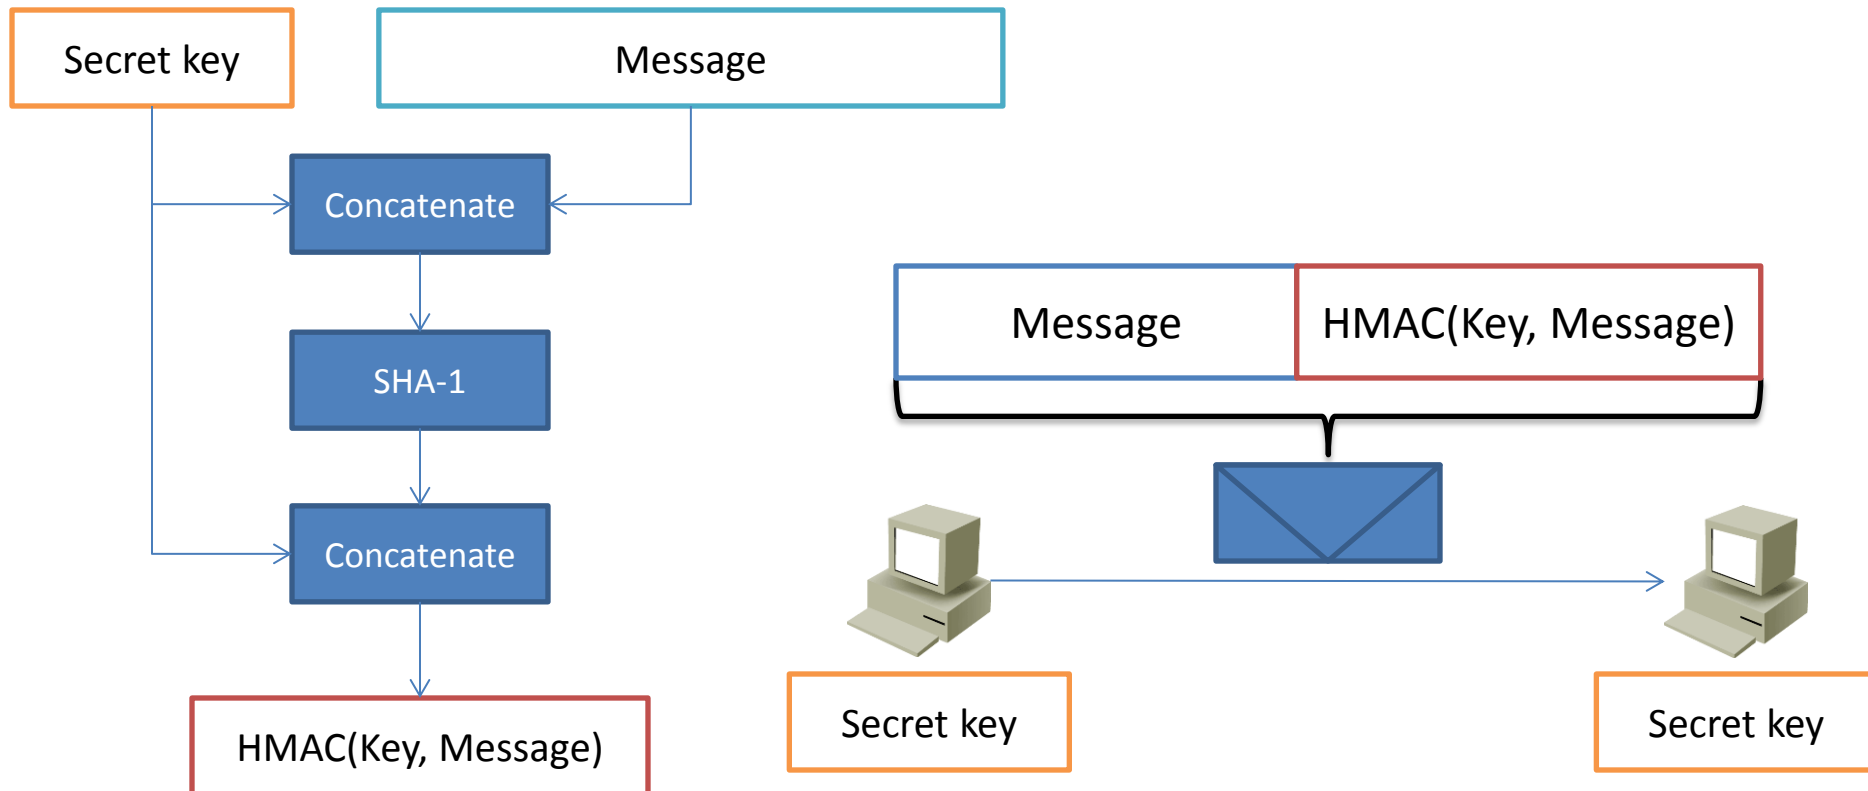 Secret key
Message
Concatenate
SHA-1
Concatenate
HMAC(Key, Message)
Message
HMAC(Key, Message)
Secret key
Secret key